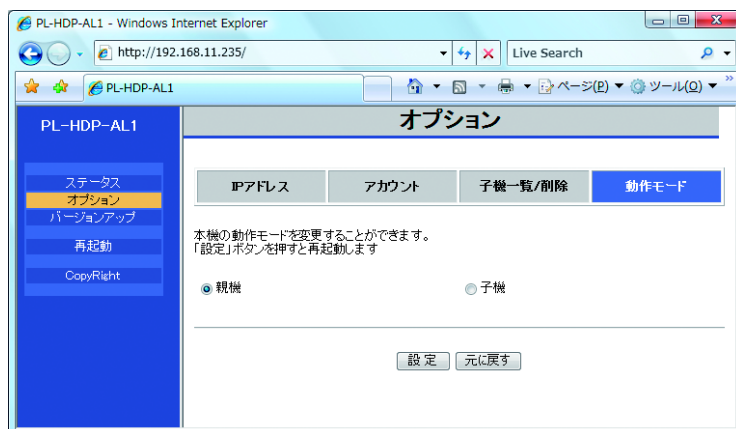 PL-HDP-AL1 - Windows Internet Explorer
http://192.168.11.235/
Live Search
PL-HDP-AL1
ページ(P)
ツール(O)
»
PL-HDP-AL1
オプション
ステータス
オプション
バージョンアップ
再起動
CopyRight
IPアドレス
アカウント
子機一覧/削除
動作モード
本機の動作モードを変更することができます。
「設定」ボタンを押すと再起動します
親機
子機
設定
元に戻す